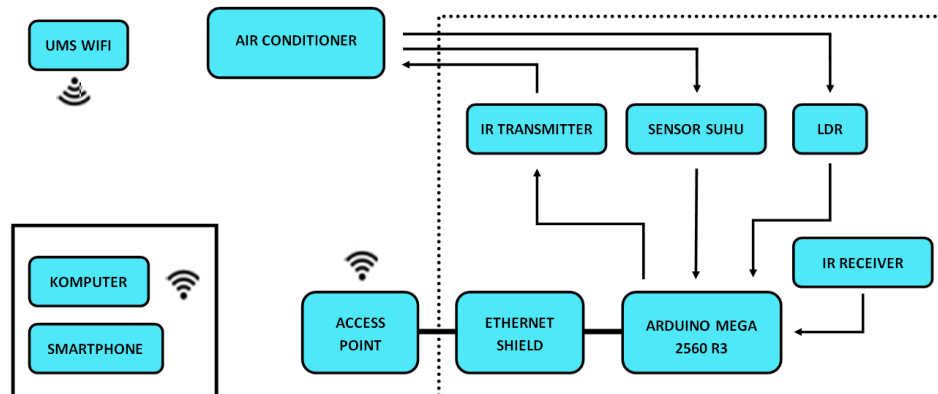 UMS WIFI
AIR CONDITIONER
IR TRANSMITTER
SENSOR SUHU
LDR
IR RECEIVER
KOMPUTER
SMARTPHONE
ACCESS
POINT
ETHERNET
SHIELD
ARDUINO MEGA
2560 R3